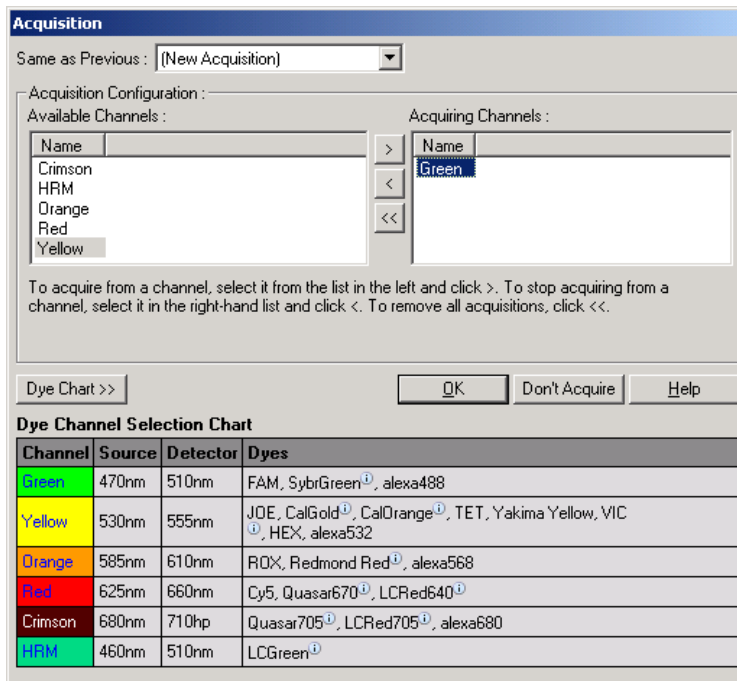 Acquisition
Same as Previous : (New Acquisition)
Acquisition Configuration :
Available Channels :
Name
Crimson
HRM
Orange
Red
Yellow
>
<
<<
Acquiring Channels :
Name
Green
To acquire from a channel, select it from the list in the left and click >. To stop acquiring from a
channel, select it in the right-hand list and click <. To remove all acquisitions, click <<.
Dye Chart >> OK Don't Acquire Help
Dye Channel Selection Chart
Channel Source Detector Dyes
Green 470nm 510nm FAM, SybrGreen ⓘ, alexa488
Yellow 530nm 555nm JOE, CalGold ⓘ, CalOrange ⓘ, TET, Yakima Yellow, VIC
ⓘ, HEX, alexa532
Orange 585nm 610nm ROX, Redmond Red ⓘ, alexa568
Red 625nm 660nm Cy5, Quasar670 ⓘ, LCRed640 ⓘ
Crimson 680nm 710hp Quasar705 ⓘ, LCRed705 ⓘ, alexa680
HRM 460nm 510nm LCGreen ⓘ